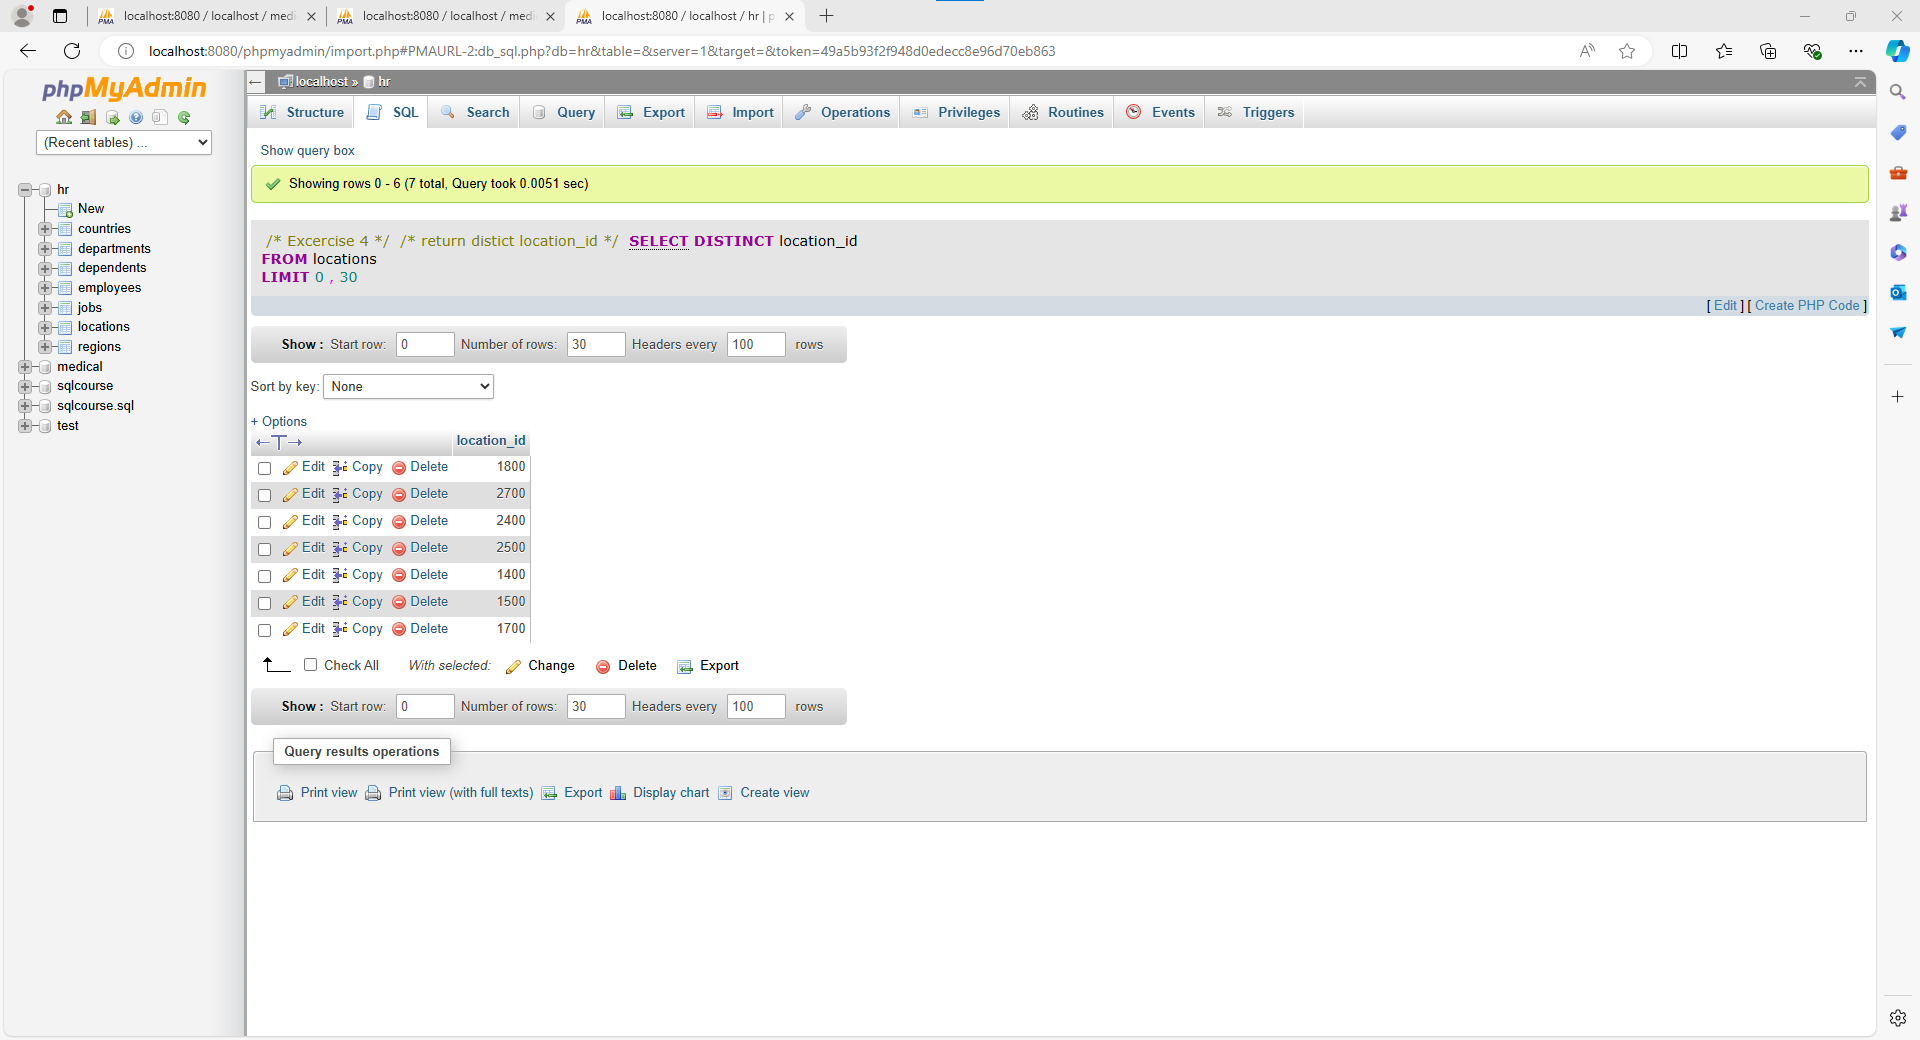 localhost:8080 / localhost / medi
localhost:8080 / localhost / medi
localhost:8080 / localhost / hr | p
localhost:8080/phpmyadmin/import.php#PMAURL-2:db_sql.php?db=hr&table=&server=1&target=&token=49a5b93f2f948d0edecc8e96d70eb863
phpMyAdmin
(Recent tables) ...
hr
New
countries
departments
dependents
employees
jobs
locations
regions
medical
sqlcourse
sqlcourse.sql
test
localhost » hr
Structure SQL Search Query Export Import Operations Privileges Routines Events Triggers
Show query box
Showing rows 0 - 6 (7 total, Query took 0.0051 sec)
/* Excercise 4 */ /* return distict location_id */ SELECT DISTINCT location_id
FROM locations
LIMIT 0 , 30
[ Edit ] [ Create PHP Code ]
Show : Start row: 0 Number of rows: 30 Headers every 100 rows
Sort by key: None
+ Options
←T→ location_id
Edit Copy Delete 1800
Edit Copy Delete 2700
Edit Copy Delete 2400
Edit Copy Delete 2500
Edit Copy Delete 1400
Edit Copy Delete 1500
Edit Copy Delete 1700
Check All With selected: Change Delete Export
Show : Start row: 0 Number of rows: 30 Headers every 100 rows
Query results operations
Print view Print view (with full texts) Export Display chart Create view